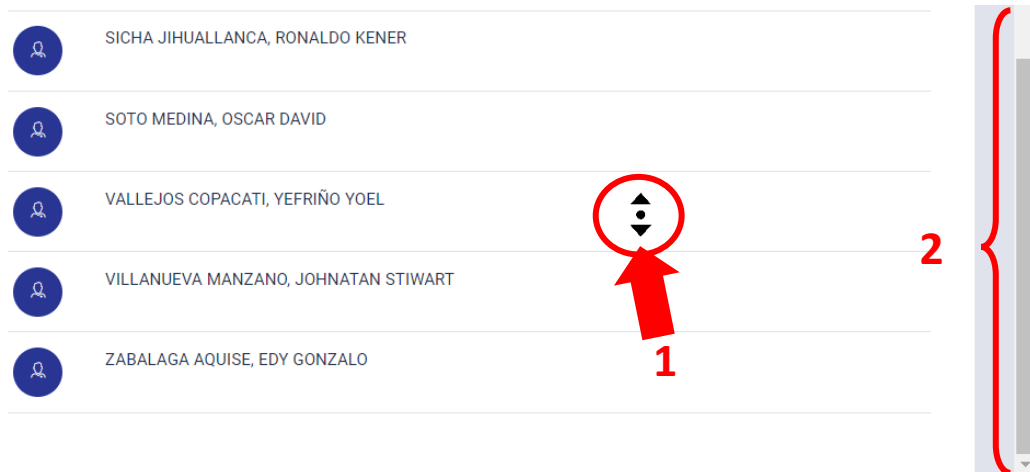 SICHA JIHUALLANCA, RONALDO KENER
SOTO MEDINA, OSCAR DAVID
VALLEJOS COPACATI, YEFRIÑO YOEL
2
VILLANUEVA MANZANO, JOHNATAN STIWART
ZABALAGA AQUISE, EDY GONZALO
1